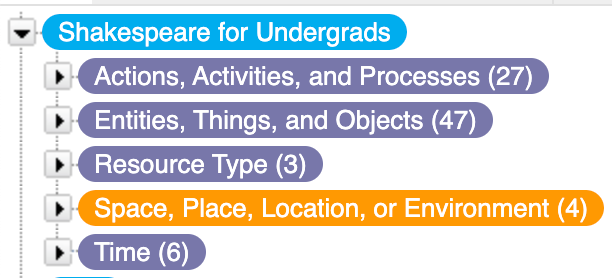 Shakespeare for Undergrads
Actions, Activities, and Processes (27)
Entities, Things, and Objects (47)
Resource Type (3)
Space, Place, Location, or Environment (4)
Time (6)